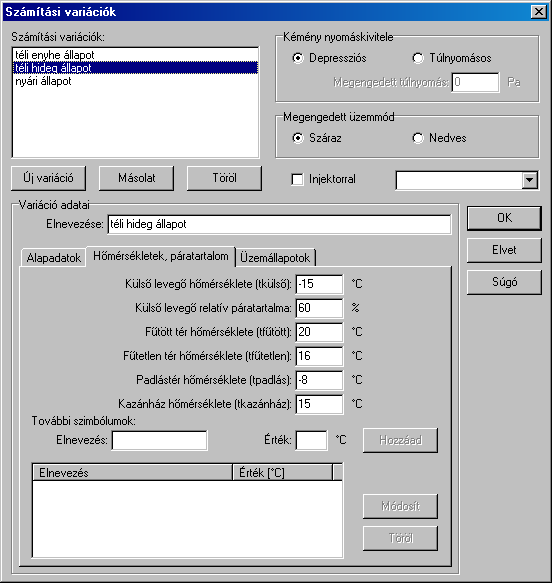 Számítási variációk
Számítási variációk:
téli enyhe állapot
téli hideg állapot
nyári állapot
Kémény nyomáskivitele
Depressziós
Túlnyomásos
Megengedett túlnyomás: 0 Pa
Megengedett üzemmód
Száraz
Nedves
Új variáció
Másolat
Töröl
Injektorral
Variáció adatai
Elnevezése: téli hideg állapot
OK
Elvet
Súgó
Alapadatok
Hőmérsékletek, páratartalom
Üzemállapotok
Külső levegő hőmérséklete (tkülső): -15 °C
Külső levegő relatív páratartalma: 60 %
Fűtött tér hőmérséklete (tfűtött): 20 °C
Fűtetlen tér hőmérséklete (tfűtetlen): 16 °C
Padlástér hőmérséklete (tpadlás): -8 °C
Kazánház hőmérséklete (tkazánház): 15 °C
További szimbólumok:
Elnevezés:
Érték: °C
Hozzáad
Elnevezés
Érték [°C]
Módosít
Töröl